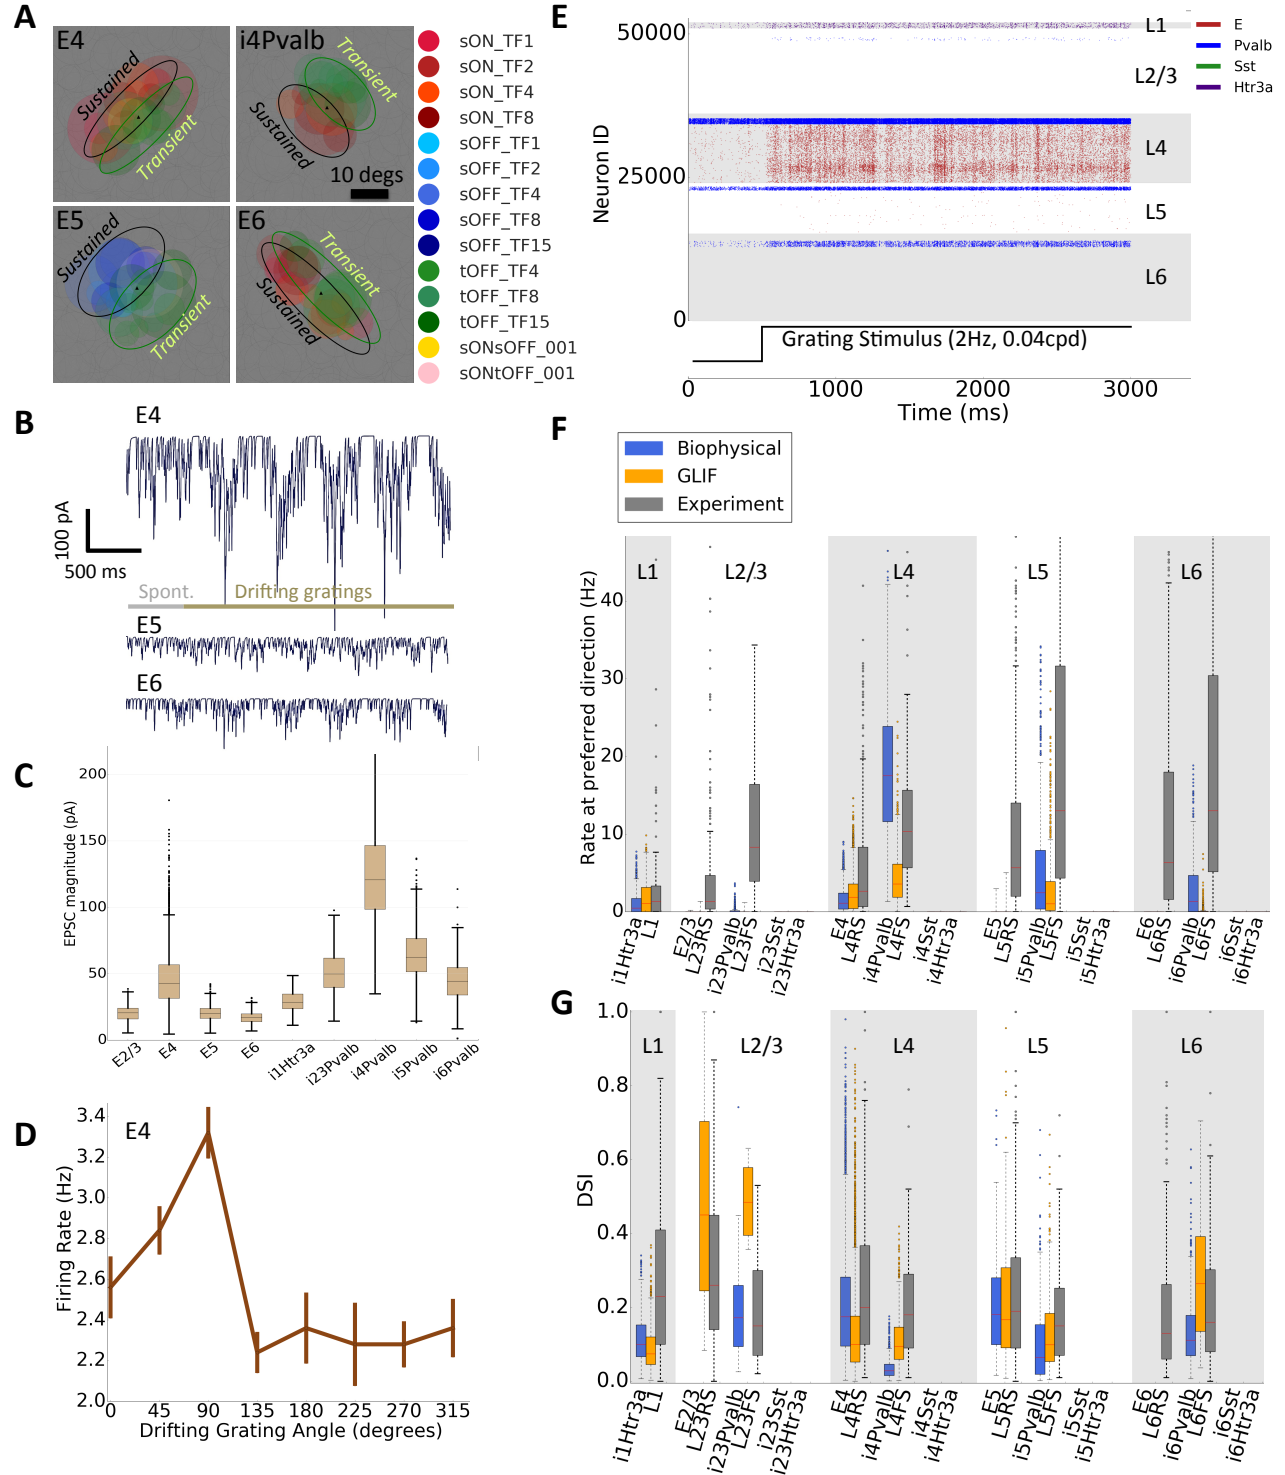 A
E4
Sustained
Transient
i4Pvalb
Transient
Sustained
10 degs
E5
Sustained
Transient
E6
Transient
Sustained
sON_TF1
sON_TF2
sON_TF4
sON_TF8
sOFF_TF1
sOFF_TF2
sOFF_TF4
sOFF_TF8
sOFF_TF15
tOFF_TF4
tOFF_TF8
tOFF_TF15
sONsOFF_001
sONtOFF_001
B
E4
100 pA
500 ms
Spont.
Drifting gratings
E5
E6
C
EPSC magnitude (pA)
200
150
100
50
0
E2/3
E4
E5
E6
i1Htr3a
i23Pvalb
i4Pvalb
i5Pvalb
i6Pvalb
D
E4
Firing Rate (Hz)
3.4
3.2
3.0
2.8
2.6
2.4
2.2
2.0
0 45 90 135 180 225 270 315
Drifting Grating Angle (degrees)
E
Neuron ID
50000
25000
0
L1
L2/3
L4
L5
L6
E
Pvalb
Sst
Htr3a
Grating Stimulus (2Hz, 0.04cpd)
0 1000 2000 3000
Time (ms)
F
Biophysical
GLIF
Experiment
Rate at preferred direction (Hz)
40
30
20
10
0
L1
L2/3
L4
L5
L6
i1Htr3a
L1
E2/3
L23RS
i23Pvalb
L23FS
i23Sst
i23Htr3a
E4
L4RS
i4Pvalb
L4FS
i4Sst
i4Htr3a
E5
L5RS
i5Pvalb
L5FS
i5Sst
i5Htr3a
E6
L6RS
i6Pvalb
L6FS
i6Sst
i6Htr3a
G
DSI
1.0
0.8
0.6
0.4
0.2
0.0
L1
L2/3
L4
L5
L6
i1Htr3a
L1
E2/3
L23RS
i23Pvalb
L23FS
i23Sst
i23Htr3a
E4
L4RS
i4Pvalb
L4FS
i4Sst
i4Htr3a
E5
L5RS
i5Pvalb
L5FS
i5Sst
i5Htr3a
E6
L6RS
i6Pvalb
L6FS
i6Sst
i6Htr3a